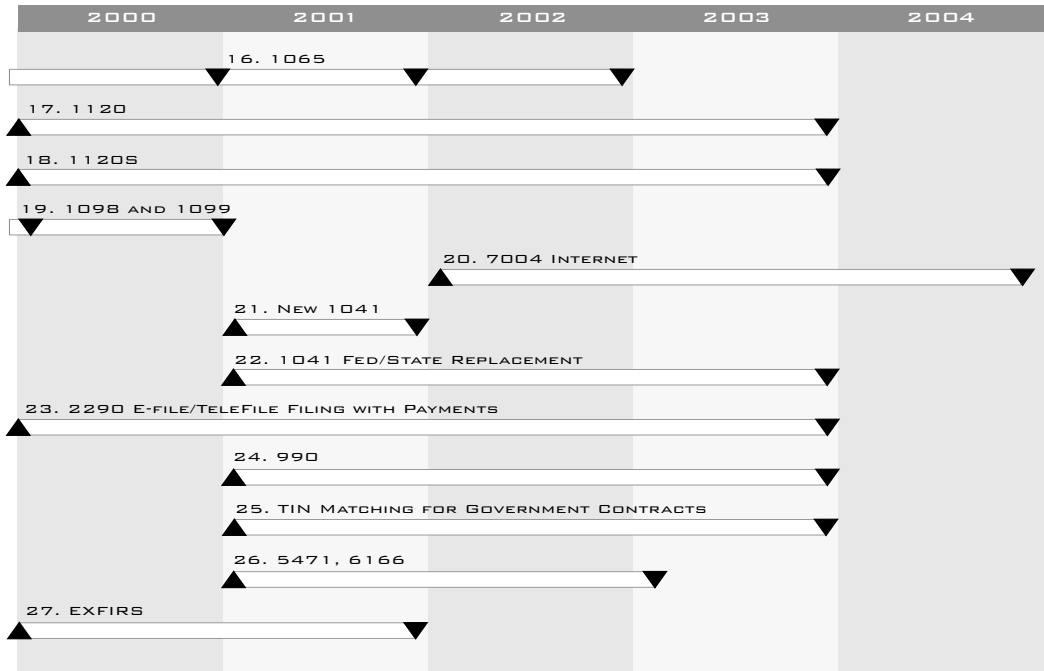 2000 2001 2002 2003 2004
16. 1065
17. 1120
18. 1120S
19. 1098 AND 1099
20. 7004 INTERNET
21. NEW 1041
22. 1041 FED/STATE REPLACEMENT
23. 2290 E-FILE/TELEFILE FILING WITH PAYMENTS
24. 990
25. TIN MATCHING FOR GOVERNMENT CONTRACTS
26. 5471, 6166
27. EXFIRS